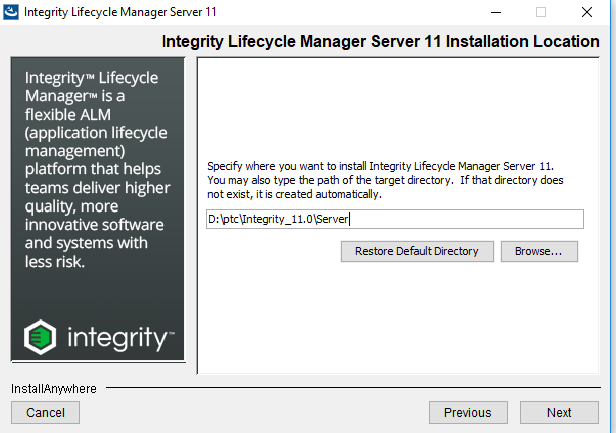 Integrity Lifecycle Manager Server 11
Integrity Lifecycle Manager Server 11 Installation Location
Integrity™ Lifecycle
Manager™ is a
flexible ALM
(application lifecycle
management)
platform that helps
teams deliver higher
quality, more
innovative software
and systems with
less risk.
integrity™
Specify where you want to install Integrity Lifecycle Manager Server 11.
You may also type the path of the target directory. If that directory does
not exist, it is created automatically.
D:\ptc\Integrity_11.0\Server
Restore Default Directory
Browse...
InstallAnywhere
Cancel
Previous
Next